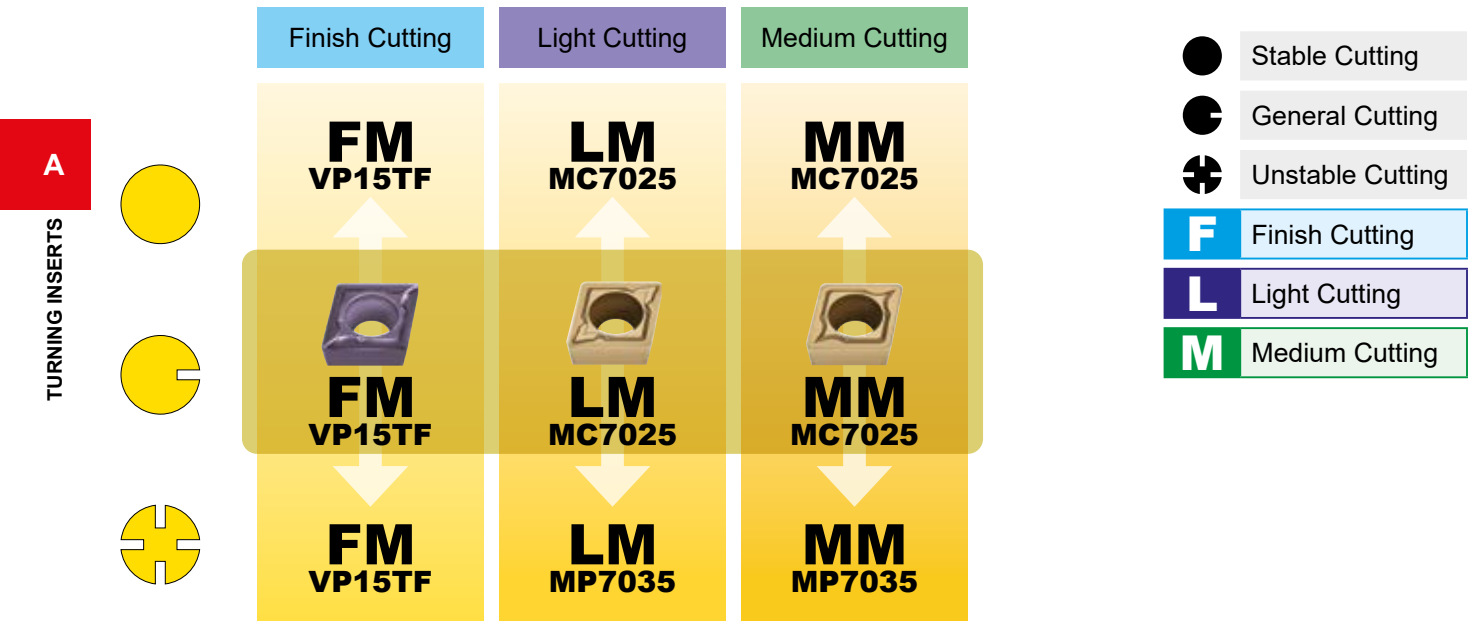 Finish Cutting
Light Cutting
Medium Cutting
A
TURNING INSERTS
FM
VP15TF
LM
MC7025
MM
MC7025
FM
VP15TF
LM
MC7025
MM
MC7025
FM
VP15TF
LM
MP7035
MM
MP7035
Stable Cutting
General Cutting
Unstable Cutting
F Finish Cutting
L Light Cutting
M Medium Cutting